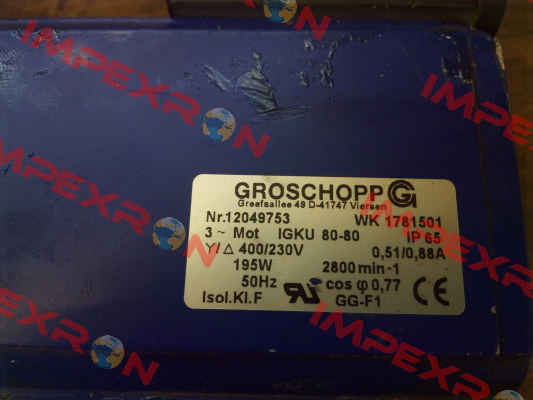 GROSCHOPP G
Greefsallee 49 D-41747 Viersen
Nr.12049753 WK 1781501
3 ~ Mot IGKU 80-80 IP 65
Y/△ 400/230V 0,51/0,88A
195W 2800 min-1
50Hz cos φ 0,77
Isol.Kl.F RU GG-F1 CE
IMPEXRON
IMPEXRON
IMPEXRON
IMPEXRON
IMPEXRON